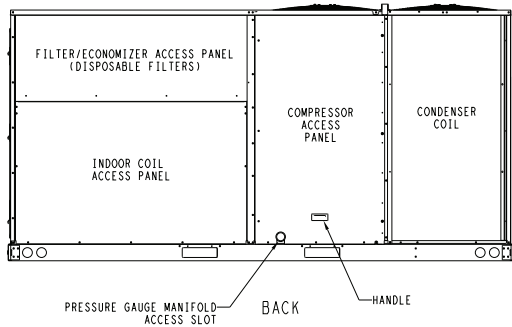 FILTER/ECONOMIZER ACCESS PANEL
(DISPOSABLE FILTERS)
COMPRESSOR
ACCESS
PANEL
CONDENSER
COIL
INDOOR COIL
ACCESS PANEL
PRESSURE GAUGE MANIFOLD
ACCESS SLOT
BACK
HANDLE